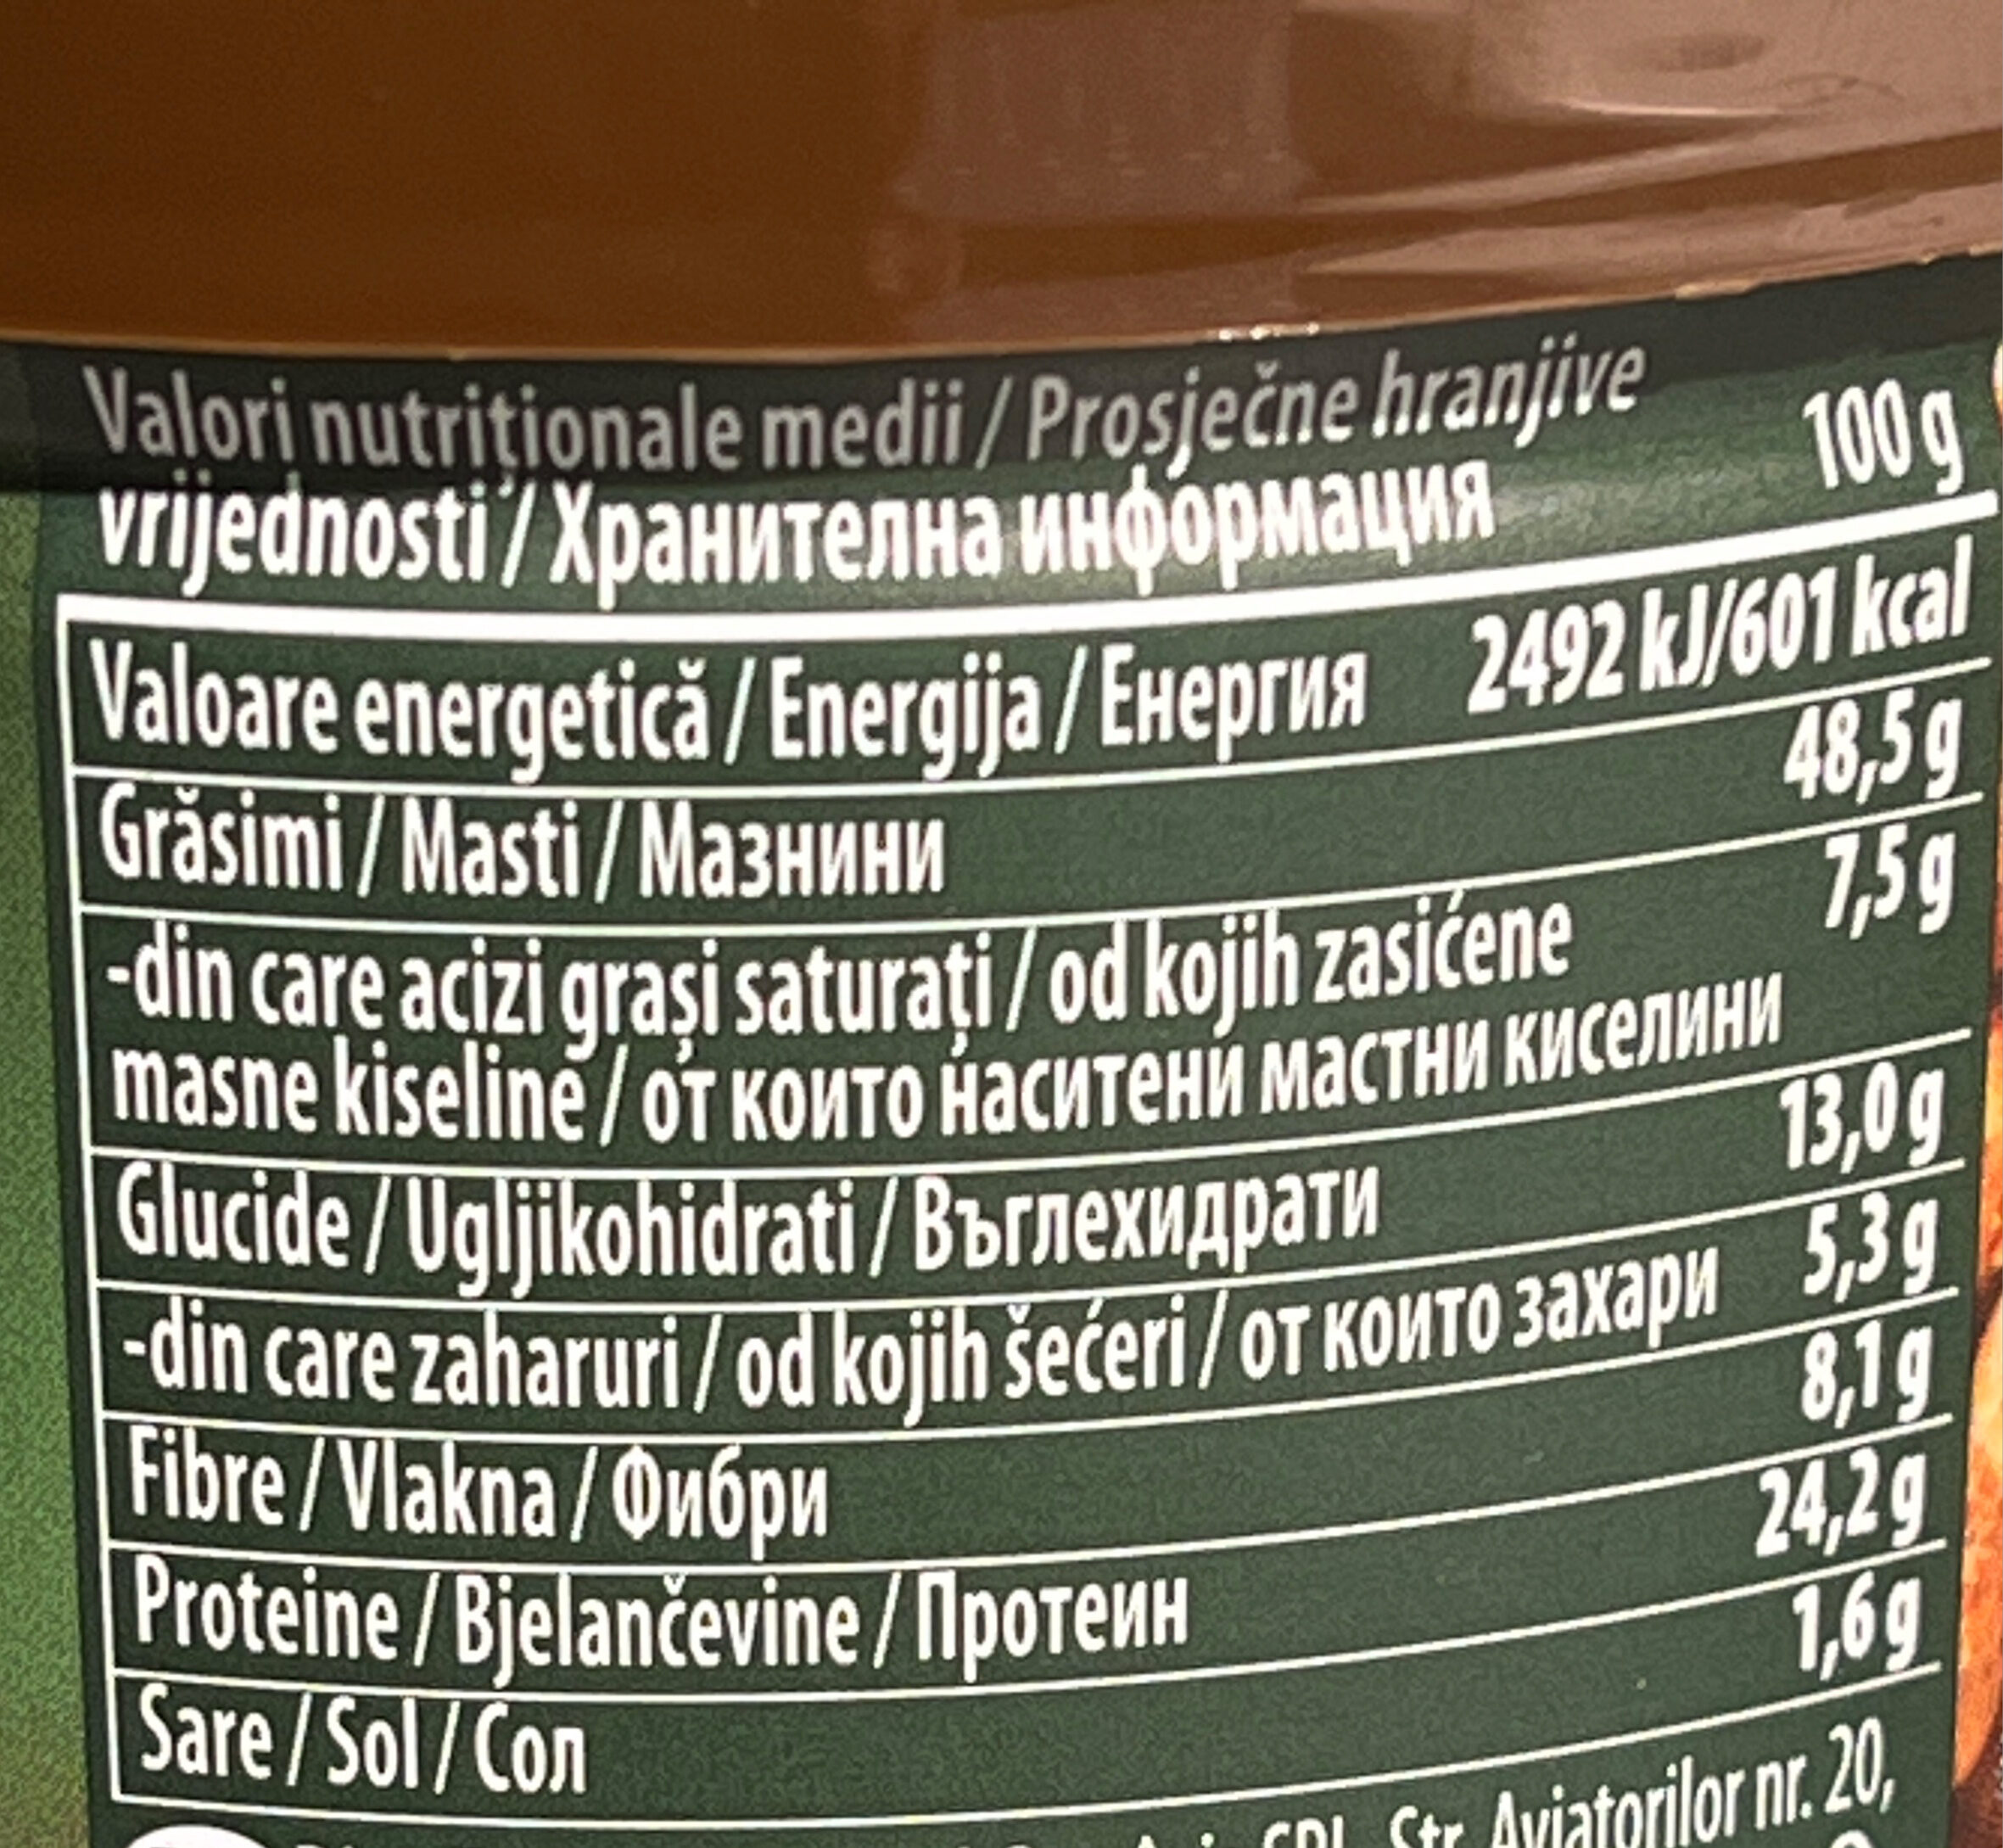 Valori nutriționale medii / Prosječne hranjive
vrijednosti / Хранителна информация 100 g
Valoare energetică / Energija / Енергия 2492 kJ/601 kcal
Grăsimi / Masti / Мазнини 48,5 g
-din care acizi grași saturați / od kojih zasićene 7,5 g
masne kiseline / от които наситени мастни киселини
Glucide / Ugljikohidrati / Въглехидрати 13,0 g
-din care zaharuri / od kojih šećeri / от които захари 5,3 g
Fibre / Vlakna / Фибри 8,1 g
Proteine / Bjelančevine / Протеин 24,2 g
Sare / Sol / Сол 1,6 g
SRL Str. Aviatorilor nr. 20,